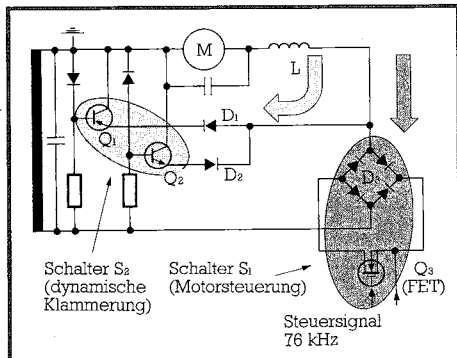 M
L
D₁
Q₁
Q₂
D₂
D₃
Schalter S₂
(dynamische
Klammerung)
Schalter S₁
(Motorsteuerung)
Q₃
(FET)
Steuersignal
76 kHz